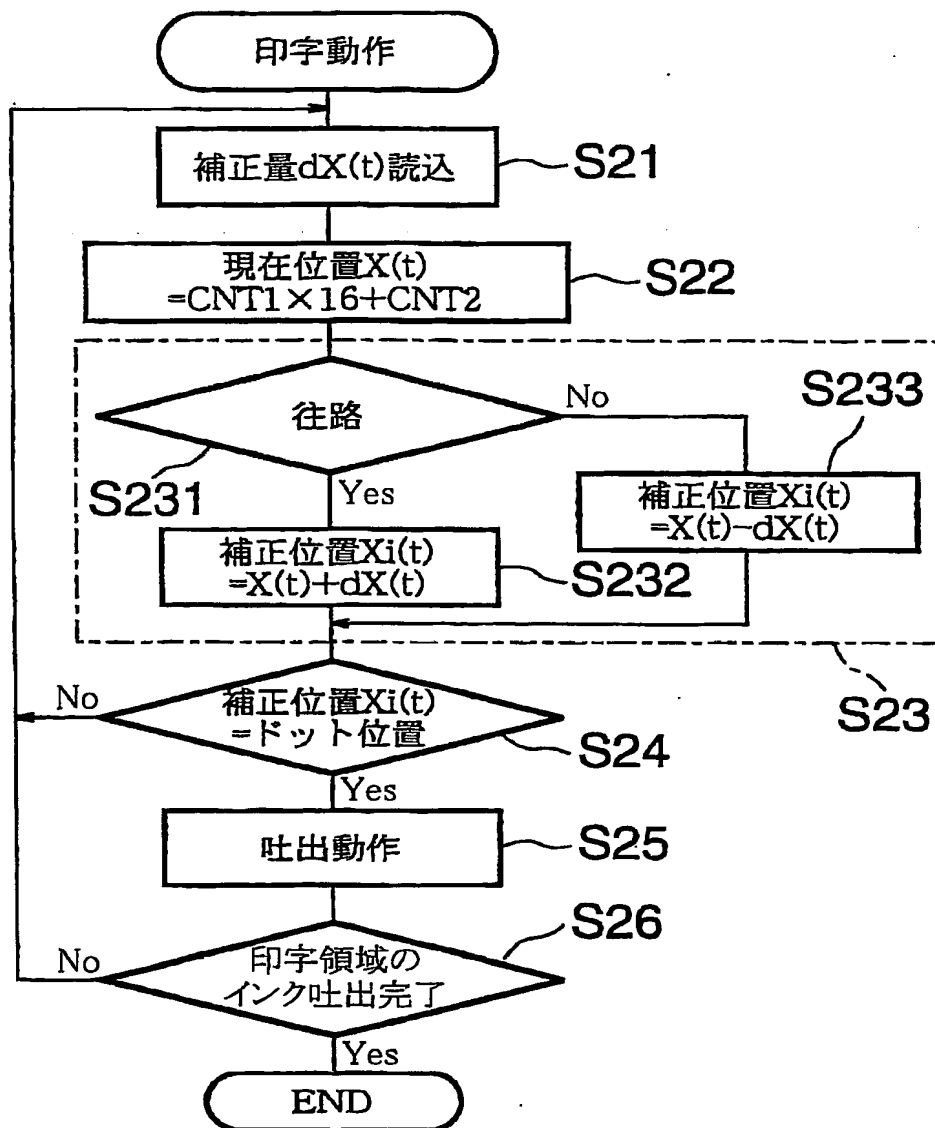 印字動作
補正量dX(t)読込
S21
現在位置X(t)
=CNT1×16+CNT2
S22
往路
No
S233
S231
Yes
補正位置Xi(t)
=X(t)-dX(t)
補正位置Xi(t)
=X(t)+dX(t)
S232
No
補正位置Xi(t)
=ドット位置
S23
S24
Yes
吐出動作
S25
S26
No
印字領域の
インク吐出完了
Yes
END